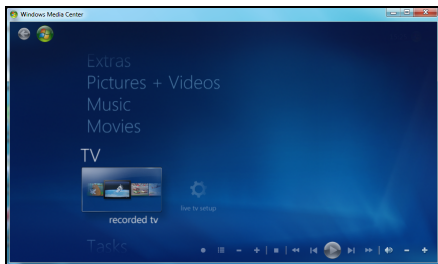 Windows Media Center
Extras
Pictures + Videos
Music
Movies
TV
recorded tv
live tv setup
Tasks